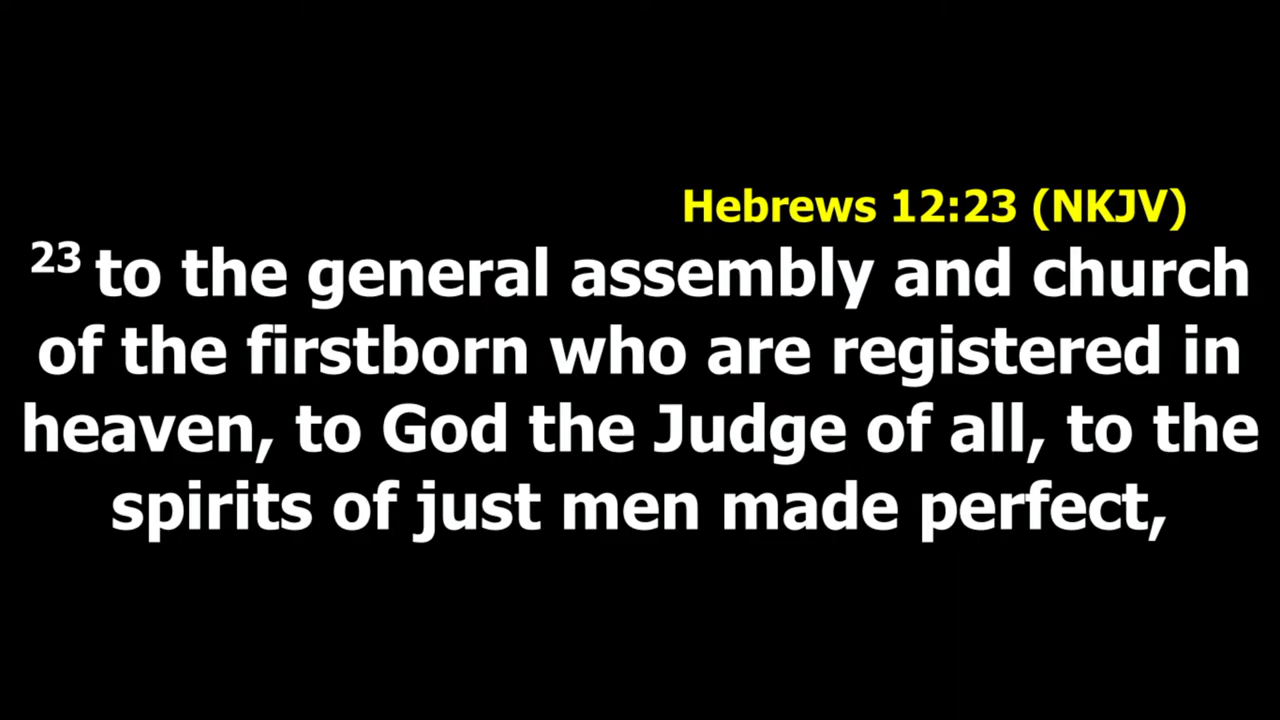 Hebrews 12:23 (NKJV)
23 to the general assembly and church
of the firstborn who are registered in
heaven, to God the Judge of all, to the
spirits of just men made perfect,